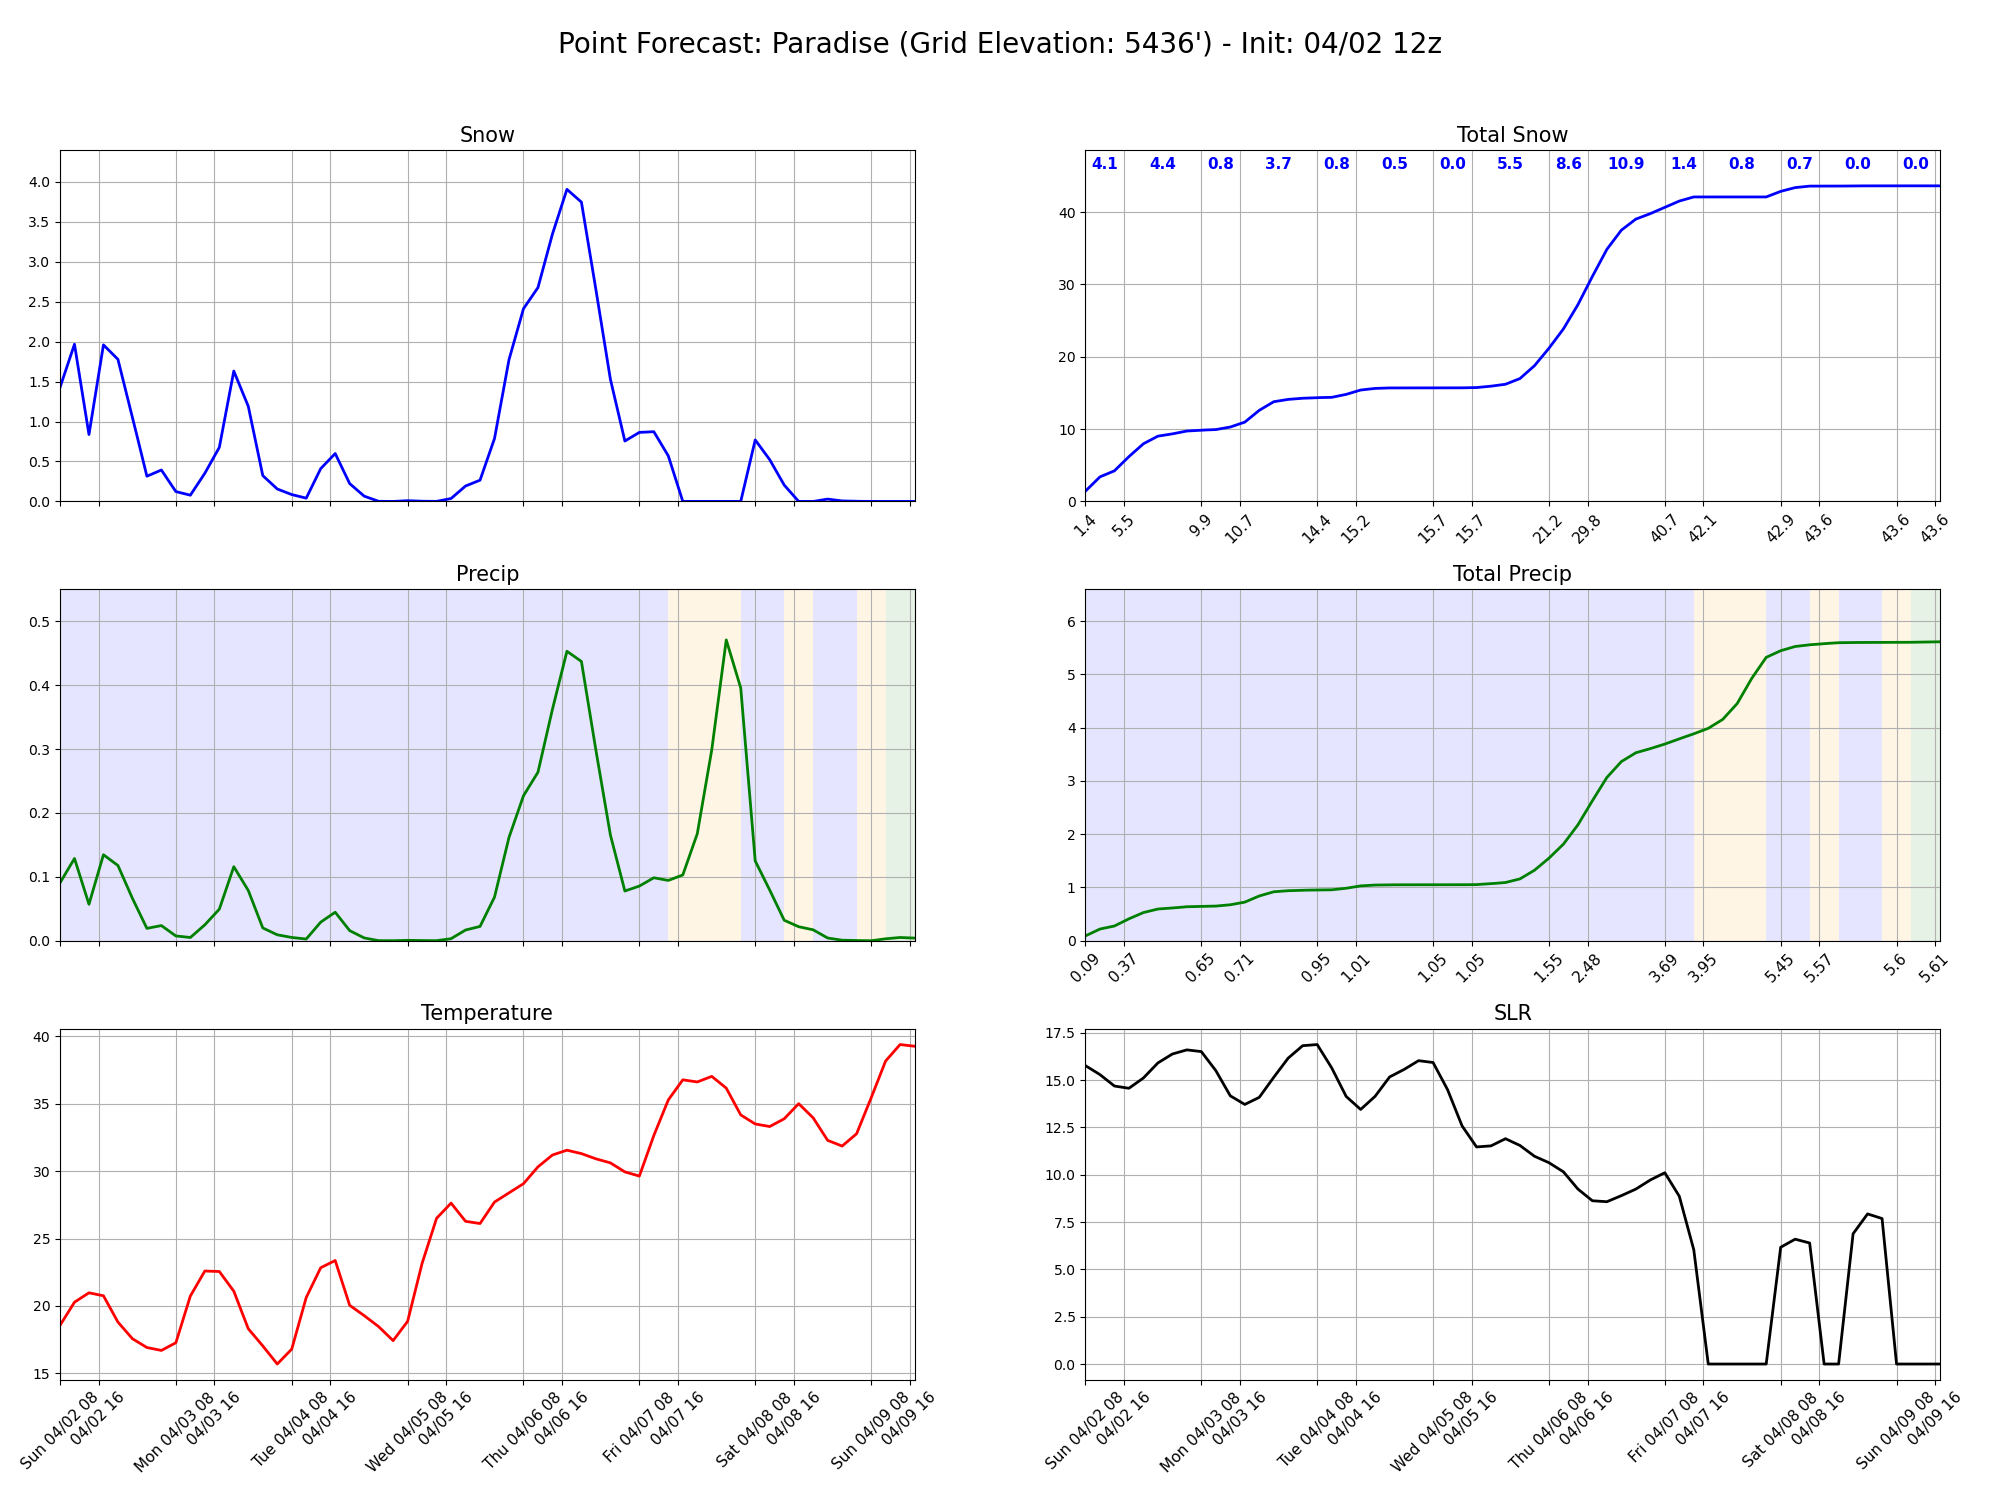 Point Forecast: Paradise (Grid Elevation: 5436') - Init: 04/02 12z
Snow
4.0
3.5
3.0
2.5
2.0
1.5
1.0
0.5
0.0
Total Snow
4.1 4.4 0.8 3.7 0.8 0.5 0.0 5.5 8.6 10.9 1.4 0.8 0.7 0.0 0.0
40
30
20
10
0
1.4 5.5 9.9 10.7 14.4 15.2 15.7 15.7 21.2 29.8 40.7 42.1 42.9 43.6 43.6 43.6
Precip
0.5
0.4
0.3
0.2
0.1
0.0
Total Precip
6
5
4
3
2
1
0
0.09 0.37 0.65 0.71 0.95 1.01 1.05 1.05 1.55 2.48 3.69 3.95 5.45 5.57 5.6 5.61
Temperature
40
35
30
25
20
15
Sun 04/02 08
04/02 16
Mon 04/03 08
04/03 16
Tue 04/04 08
04/04 16
Wed 04/05 08
04/05 16
Thu 04/06 08
04/06 16
Fri 04/07 08
04/07 16
Sat 04/08 08
04/08 16
Sun 04/09 08
04/09 16
SLR
17.5
15.0
12.5
10.0
7.5
5.0
2.5
0.0
Sun 04/02 08
04/02 16
Mon 04/03 08
04/03 16
Tue 04/04 08
04/04 16
Wed 04/05 08
04/05 16
Thu 04/06 08
04/06 16
Fri 04/07 08
04/07 16
Sat 04/08 08
04/08 16
Sun 04/09 08
04/09 16